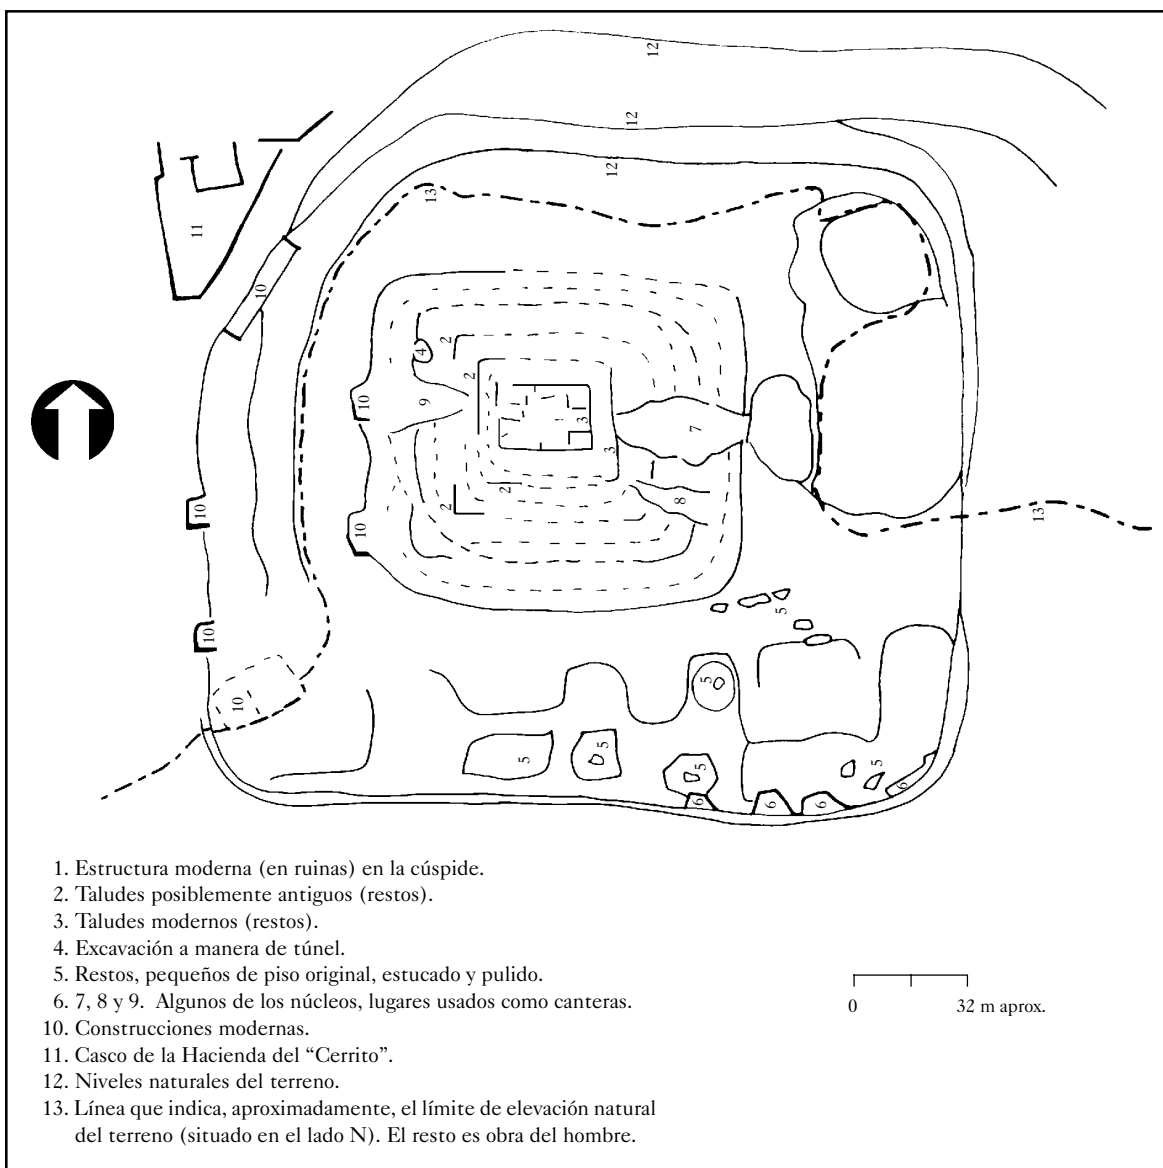 12
12
12
13
11
10
4
2
2
9
10
3
3
7
2
2
8
10
10
13
10
5
10
5
5
5
5
5
6
6
6
6
1. Estructura moderna (en ruinas) en la cúspide.
2. Taludes posiblemente antiguos (restos).
3. Taludes modernos (restos).
4. Excavación a manera de túnel.
5. Restos, pequeños de piso original, estucado y pulido.
6. 7, 8 y 9. Algunos de los núcleos, lugares usados como canteras.
10. Construcciones modernas.
11. Casco de la Hacienda del “Cerrito”.
12. Niveles naturales del terreno.
13. Línea que indica, aproximadamente, el límite de elevación natural
del terreno (situado en el lado N). El resto es obra del hombre.
0 32 m aprox.